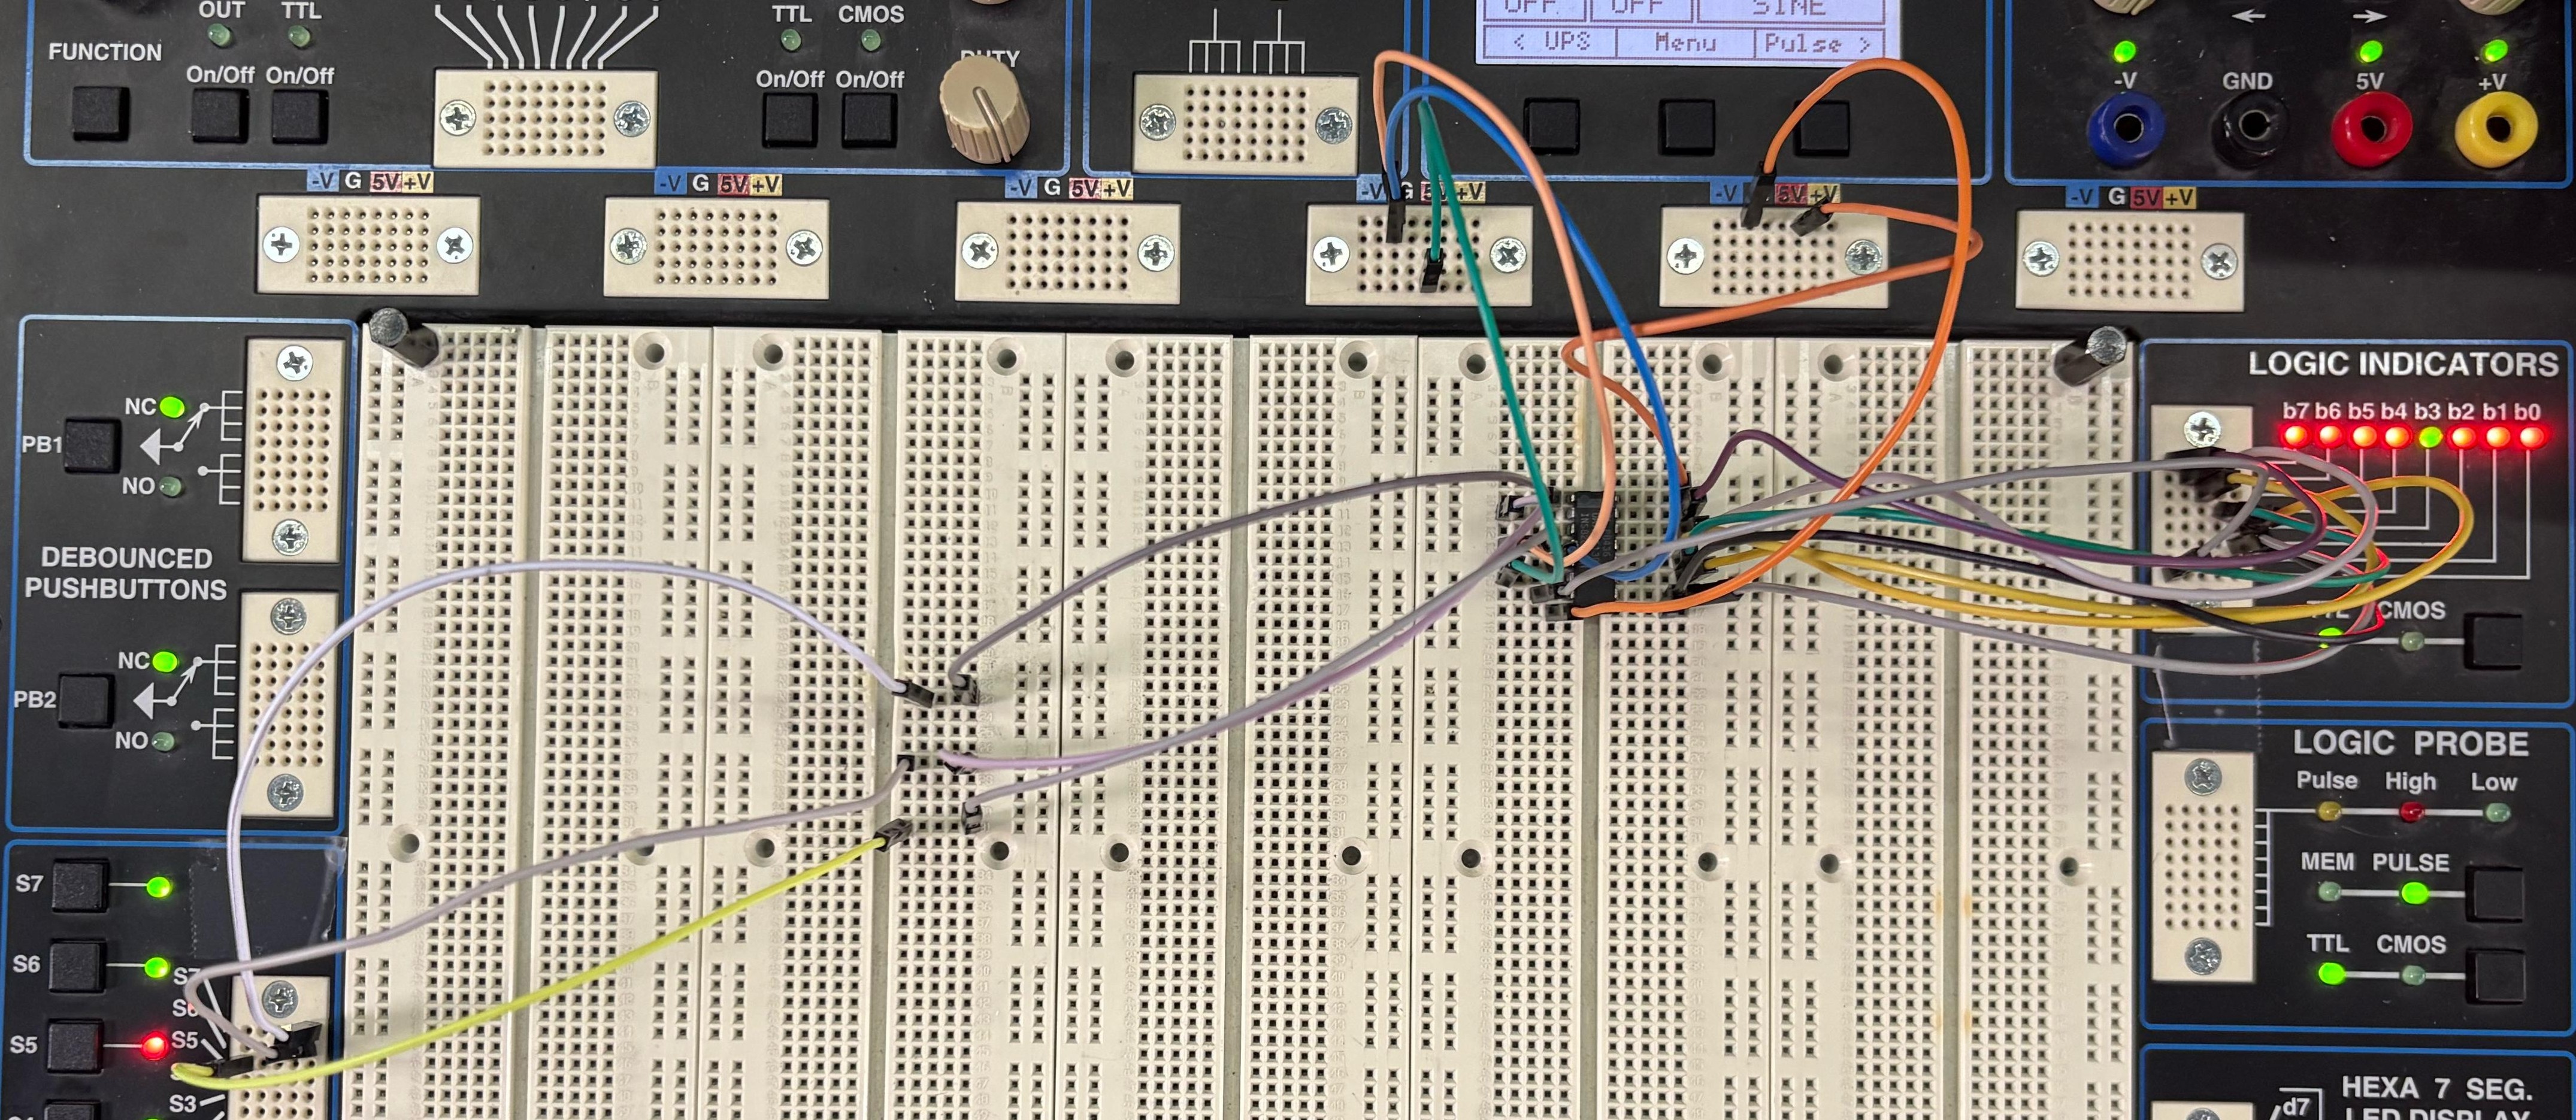 OUT TTL
FUNCTION
On/Off On/Off
TTL CMOS
On/Off On/Off
DUTY
OFF OFF SINE
< UPS Menu Pulse >
-V GND 5V +V
-V G 5V +V
-V G 5V +V
-V G 5V +V
-V G 5V +V
-V 5V +V
-V G 5V +V
PB1
NC
NO
DEBOUNCED
PUSHBUTTONS
PB2
NC
NO
S7
S6
S5
S7
S6
S5
S3
LOGIC INDICATORS
b7 b6 b5 b4 b3 b2 b1 b0
TTL CMOS
LOGIC PROBE
Pulse High Low
MEM PULSE
TTL CMOS
HEXA 7 SEG.
LED DISPLAY
d7